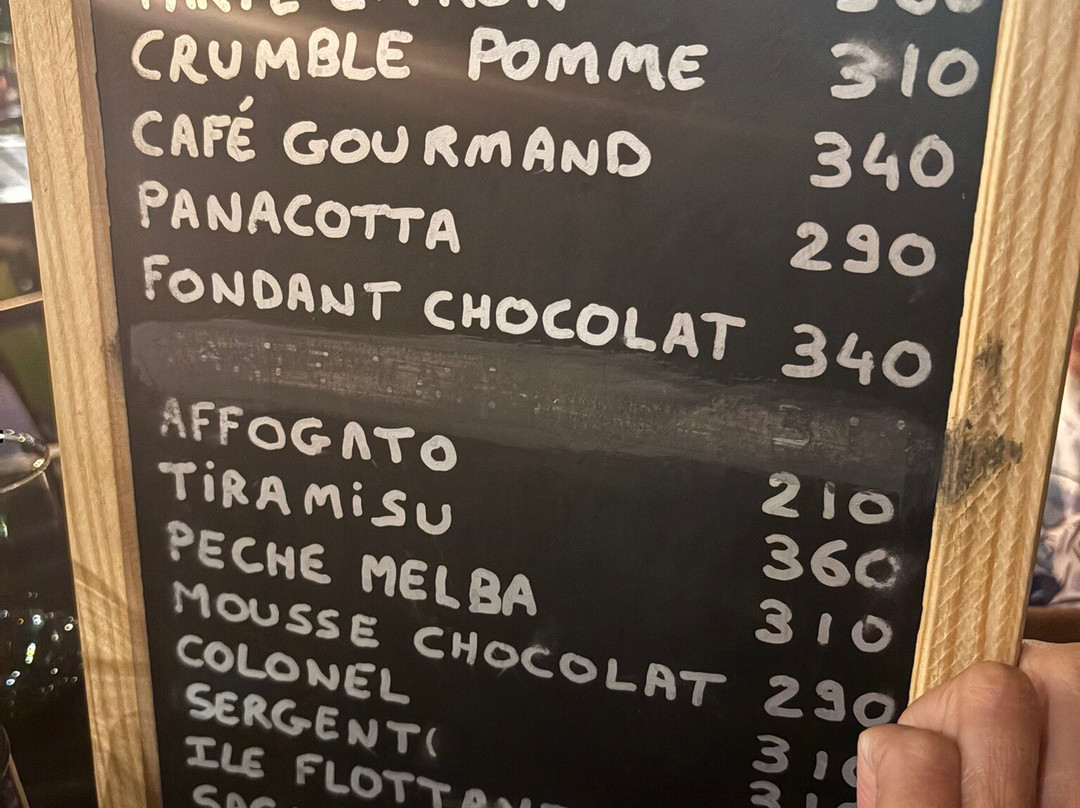 CRUMBLE POMME 310
CAFÉ GOURMAND 340
PANACOTTA 290
FONDANT CHOCOLAT 340
AFFOGATO 210
TiRAMiSU 360
PECHE MELBA 310
MOUSSE CHOCOLAT 290
COLONEL
SERGENT
ILE